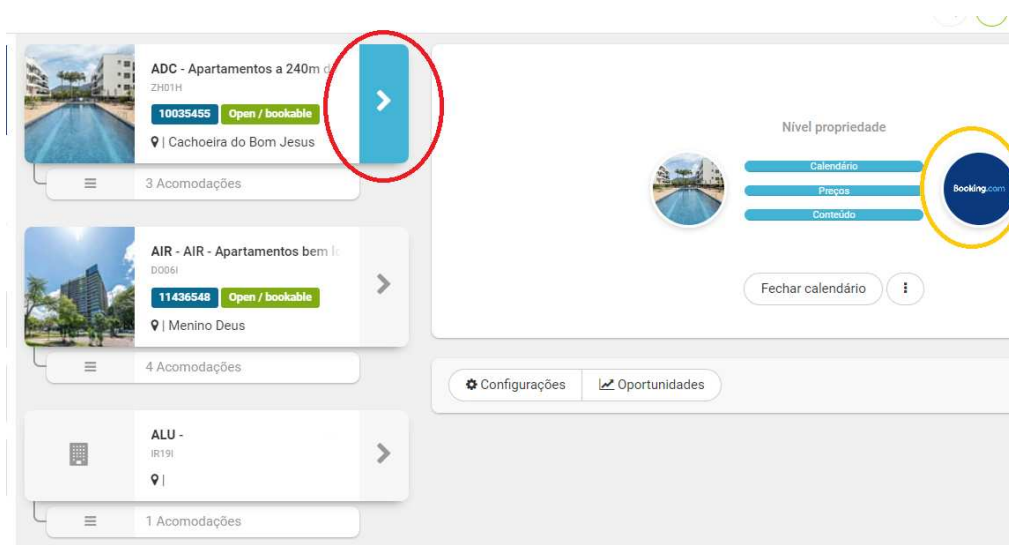 ADC - Apartamentos a 240m d
ZH01H
10035455 Open / bookable
| Cachoeira do Bom Jesus
3 Acomodações
AIR - AIR - Apartamentos bem lo
D006I
11436548 Open / bookable
| Menino Deus
4 Acomodações
ALU -
IR19I
|
1 Acomodações
Nível propriedade
Calendário
Preços
Conteúdo
Booking.com
Fechar calendário
Configurações
Oportunidades